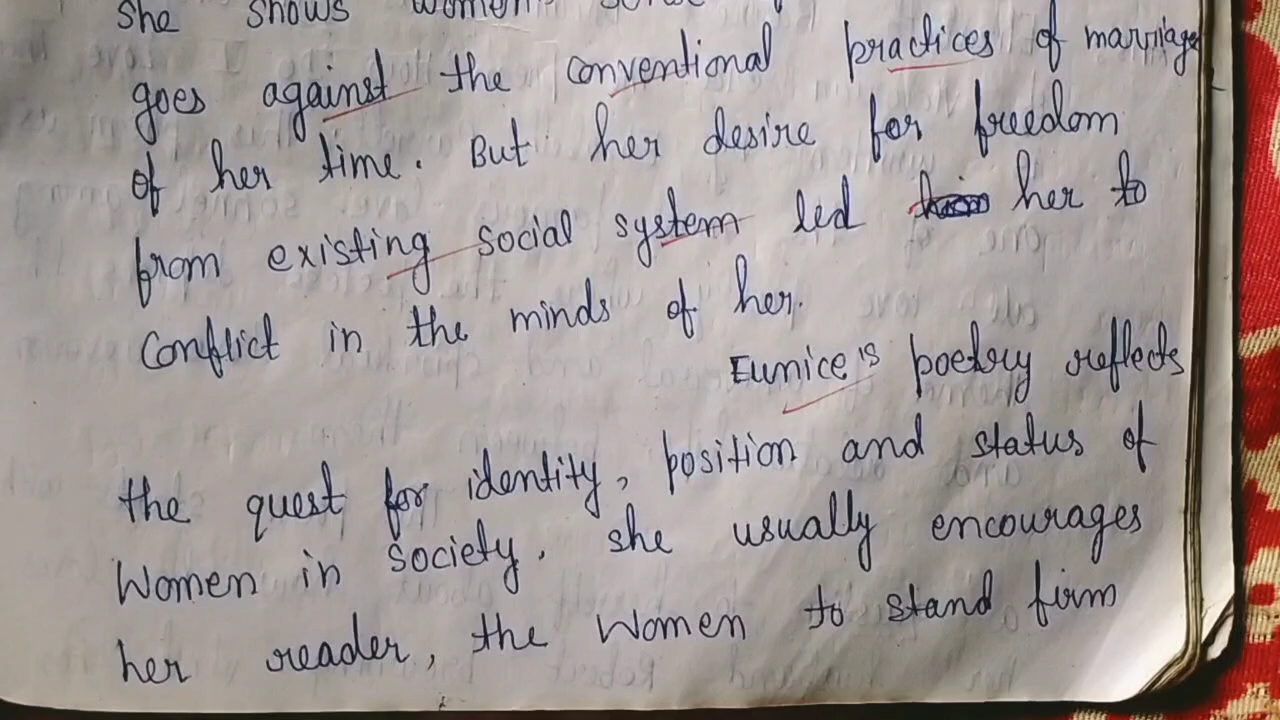 She shows women
goes against the conventional practices of marriage
of her time. But her desire for freedom
from existing social system led her to
Conflict in the minds of her.
Eunice's poetry reflects
the quest for identity, position and status of
Women in society. she usually encourages
her reader, the Women to stand firm